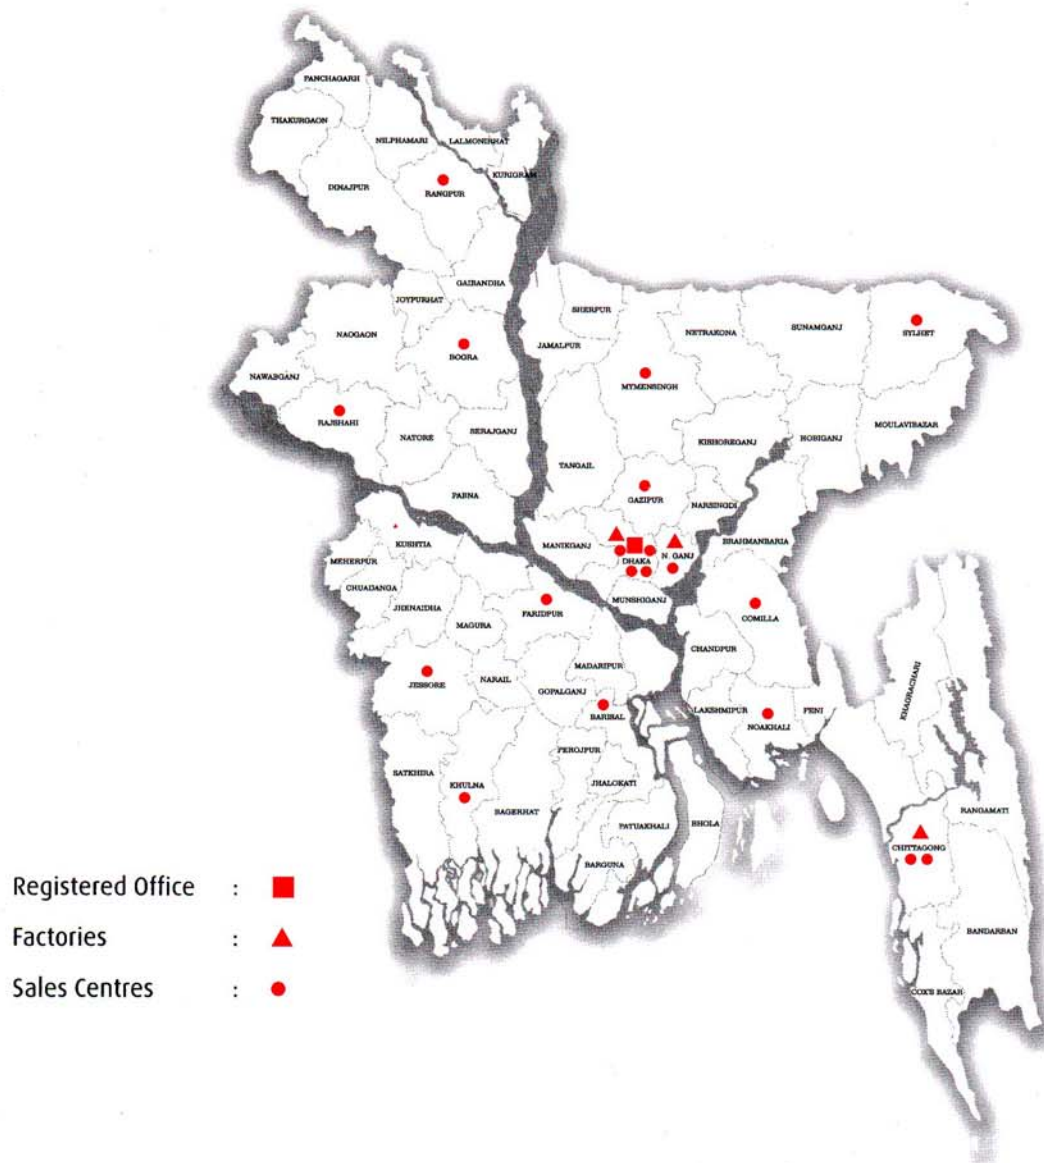 PANCHAGARH
THAKURGAON
NILPHAMARI
LALMONIRHAT
KURIGRAM
DINAJPUR
RANGPUR
GAIBANDHA
JOYPURHAT
SHERPUR
NAOGAON
NETRAKONA
SUNAMGANJ
SYLHET
JAMALPUR
BOGRA
NAWABGANJ
MYMENSINGH
RAJSHAHI
NATORE
SERAJGANJ
KISHOREGANJ
HOBIGANJ
MOULAVIBAZAR
TANGAIL
PABNA
GAZIPUR
NARSINGDI
KUSHTIA
MANIKGANJ
BRAHMANBARIA
MEHERPUR
DHAKA
N. GANJ
CHUADANGA
JHENAIDHA
MUNSHIGANJ
FARIDPUR
COMILLA
MAGURA
CHANDPUR
MADARIPUR
JESSORE
NARAIL
GOPALGANJ
KHAGRACHARI
BARISAL
LAKSHMIPUR
NOAKHALI
FENI
PEROJPUR
SATKHIRA
KHULNA
JHALOKATI
BAGERHAT
RANGAMATI
PATUAKHALI
BHOLA
CHITTAGONG
BARGUNA
BANDARBAN
COX'S BAZAR
Registered Office :
Factories :
Sales Centres :